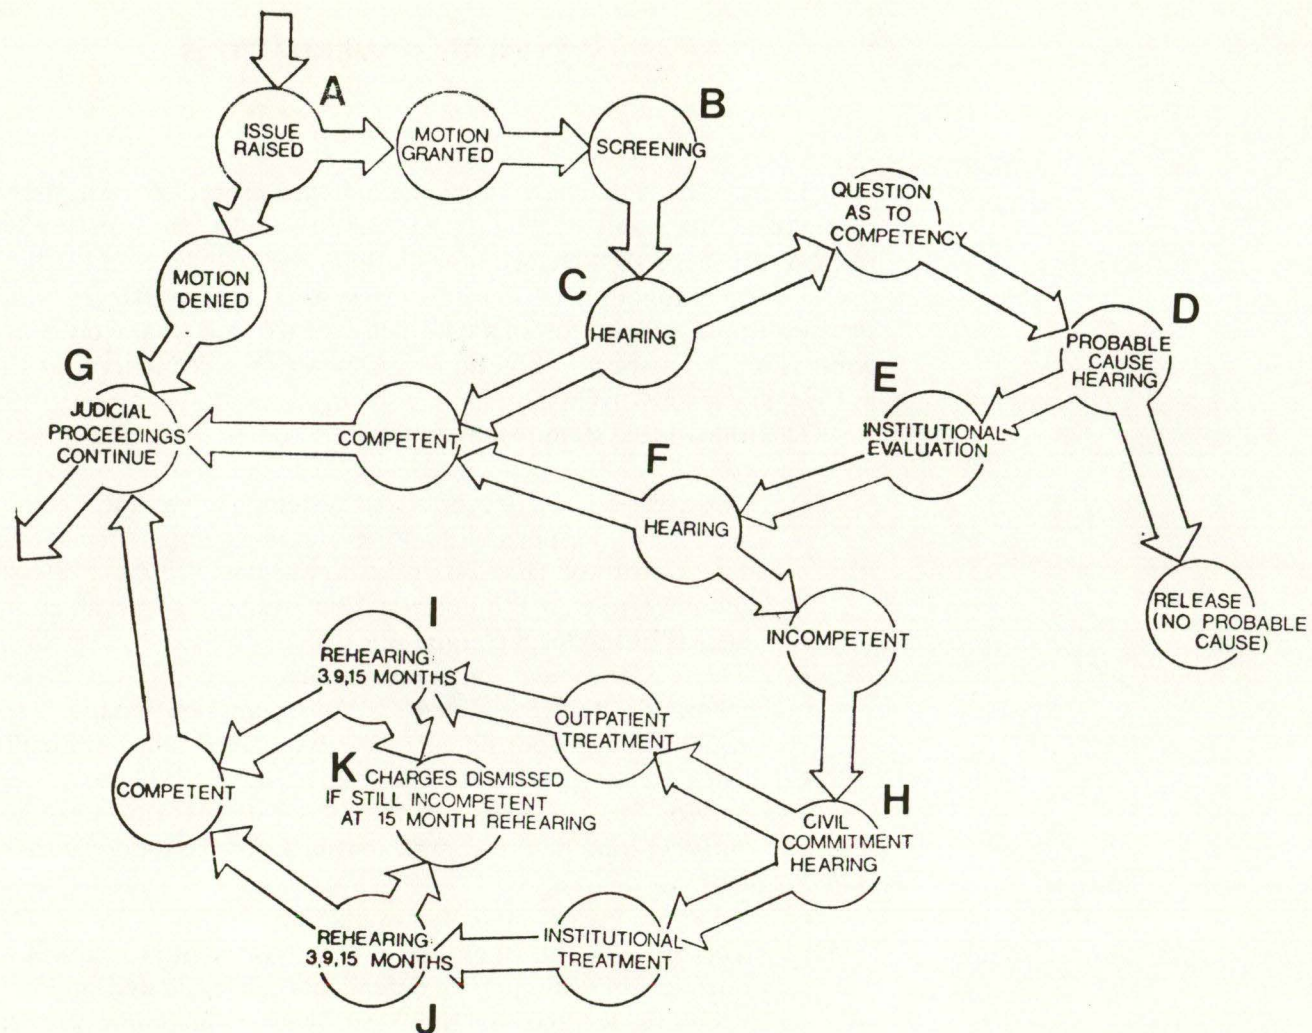 A
ISSUE
RAISED
MOTION
GRANTED
B
SCREENING
MOTION
DENIED
C
HEARING
QUESTION
AS TO
COMPETENCY
D
PROBABLE
CAUSE
HEARING
E
INSTITUTIONAL
EVALUATION
RELEASE
(NO PROBABLE
CAUSE)
F
HEARING
COMPETENT
G
JUDICIAL
PROCEEDINGS
CONTINUE
INCOMPETENT
H
CIVIL
COMMITMENT
HEARING
OUTPATIENT
TREATMENT
I
REHEARING:
3,9,15 MONTHS
K CHARGES DISMISSED
IF STILL INCOMPETENT
AT 15 MONTH REHEARING
COMPETENT
INSTITUTIONAL
TREATMENT
REHEARING:
3,9,15 MONTHS
J